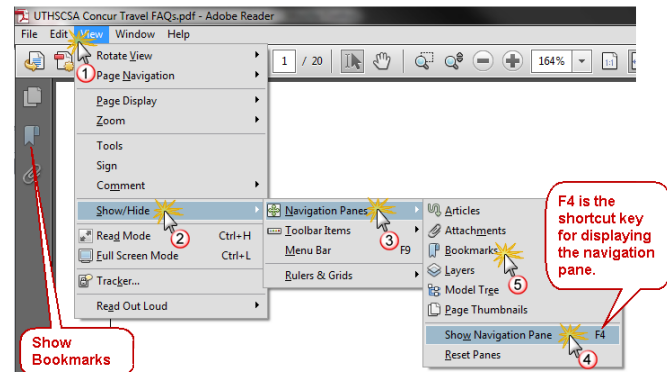 UTHSCSA Concur Travel FAQs.pdf - Adobe Reader
File Edit View Window Help
1 / 20 164%
Rotate View
1
Page Navigation
Page Display
Zoom
Tools
Sign
Comment
Show/Hide
2
Read Mode Ctrl+H
Full Screen Mode Ctrl+L
Tracker...
Read Out Loud
Navigation Panes
3
Toolbar Items
Menu Bar F9
Rulers & Grids
Articles
Attachments
Bookmarks
5
Layers
Model Tree
Page Thumbnails
Show Navigation Pane F4
4
Reset Panes
F4 is the
shortcut key
for displaying
the navigation
pane.
Show
Bookmarks